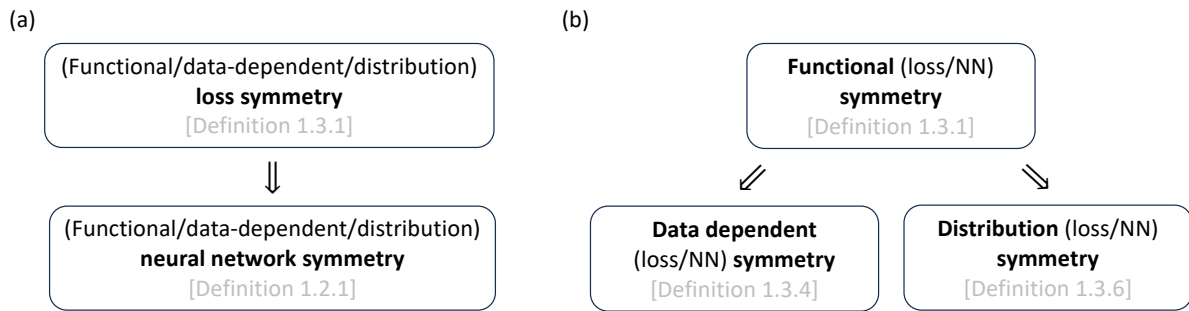 (a)
(Functional/data-dependent/distribution)
loss symmetry
[Definition 1.3.1]
⇓
(Functional/data-dependent/distribution)
neural network symmetry
[Definition 1.2.1]
(b)
Functional (loss/NN)
symmetry
[Definition 1.3.1]
⇙ ⇘
Data dependent
(loss/NN) symmetry
[Definition 1.3.4]
Distribution (loss/NN)
symmetry
[Definition 1.3.6]